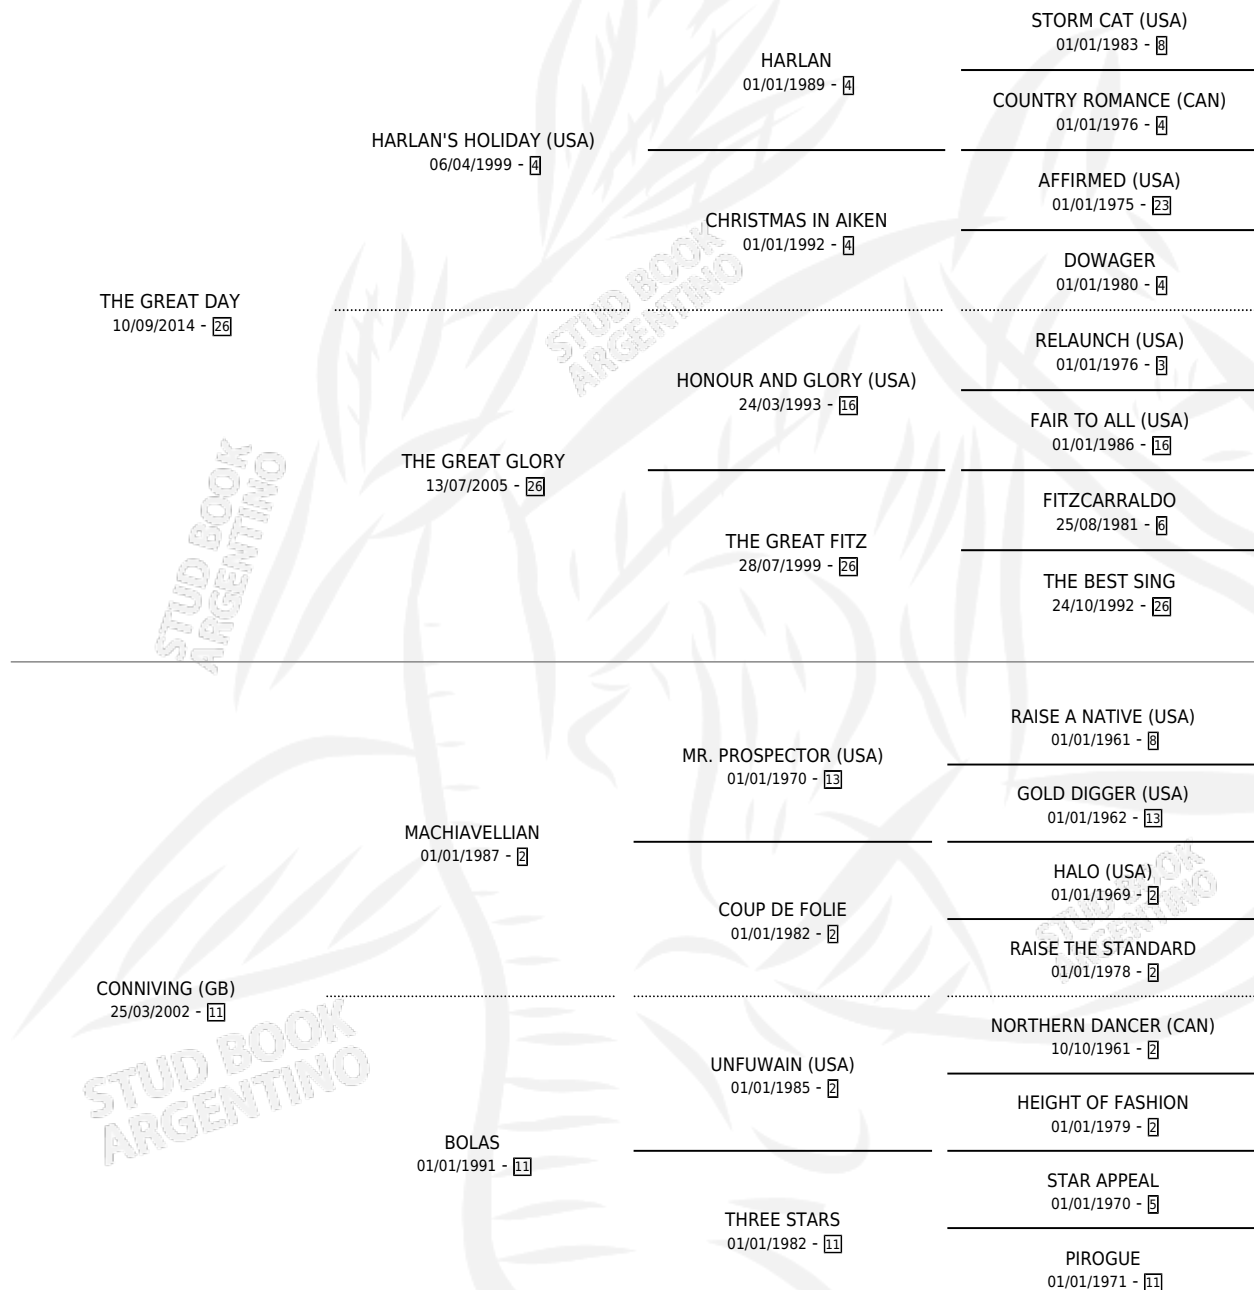 STORM CAT (USA)
01/01/1983 - 8
HARLAN
01/01/1989 - 4
COUNTRY ROMANCE (CAN)
01/01/1976 - 4
HARLAN'S HOLIDAY (USA)
06/04/1999 - 4
AFFIRMED (USA)
01/01/1975 - 23
CHRISTMAS IN AIKEN
01/01/1992 - 4
DOWAGER
01/01/1980 - 4
THE GREAT DAY
10/09/2014 - 26
STUD BOOK
ARGENTINO
RELAUNCH (USA)
01/01/1976 - 3
HONOUR AND GLORY (USA)
24/03/1993 - 16
FAIR TO ALL (USA)
01/01/1986 - 16
THE GREAT GLORY
13/07/2005 - 26
FITZCARRALDO
25/08/1981 - 6
THE GREAT FITZ
28/07/1999 - 26
THE BEST SING
24/10/1992 - 26
STUD BOOK
ARGENTINO
RAISE A NATIVE (USA)
01/01/1961 - 8
MR. PROSPECTOR (USA)
01/01/1970 - 13
GOLD DIGGER (USA)
01/01/1962 - 13
MACHIAVELLIAN
01/01/1987 - 2
HALO (USA)
01/01/1969 - 2
COUP DE FOLIE
01/01/1982 - 2
RAISE THE STANDARD
01/01/1978 - 2
STUD BOOK
ARGENTINO
CONNIVING (GB)
25/03/2002 - 11
NORTHERN DANCER (CAN)
10/10/1961 - 2
UNFUWAIN (USA)
01/01/1985 - 2
HEIGHT OF FASHION
01/01/1979 - 2
STUD BOOK
ARGENTINO
BOLAS
01/01/1991 - 11
STAR APPEAL
01/01/1970 - 5
THREE STARS
01/01/1982 - 11
PIROGUE
01/01/1971 - 11